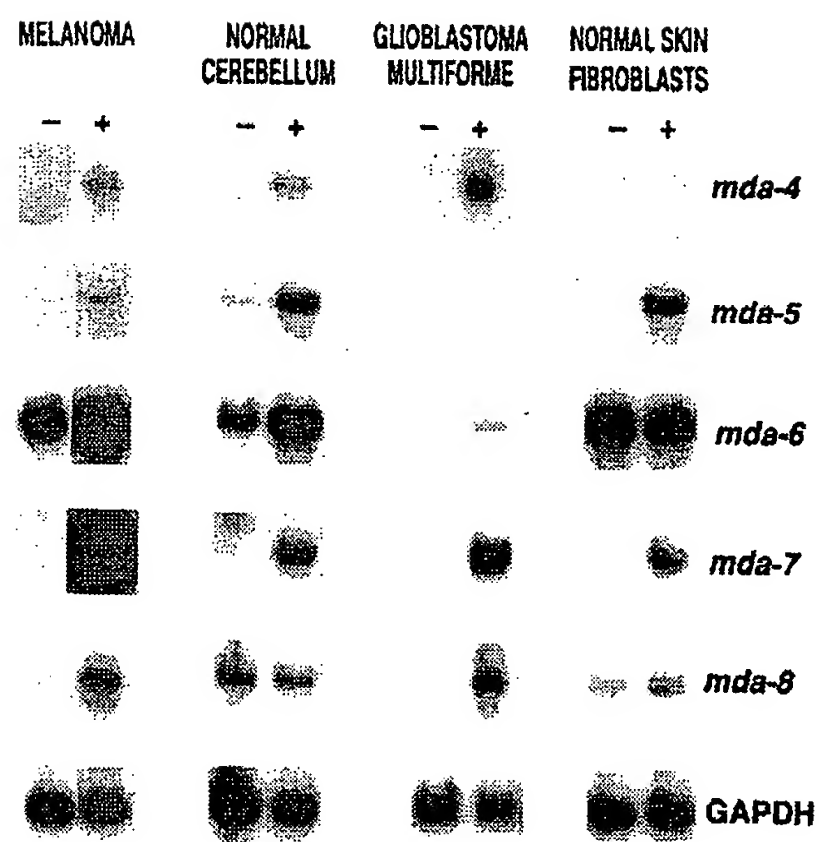 MELANOMA
NORMAL CEREBELLUM
GLIOBLASTOMA MULTIFORME
NORMAL SKIN FIBROBLASTS
− +
− +
− +
− +
mda-4
mda-5
mda-6
mda-7
mda-8
GAPDH